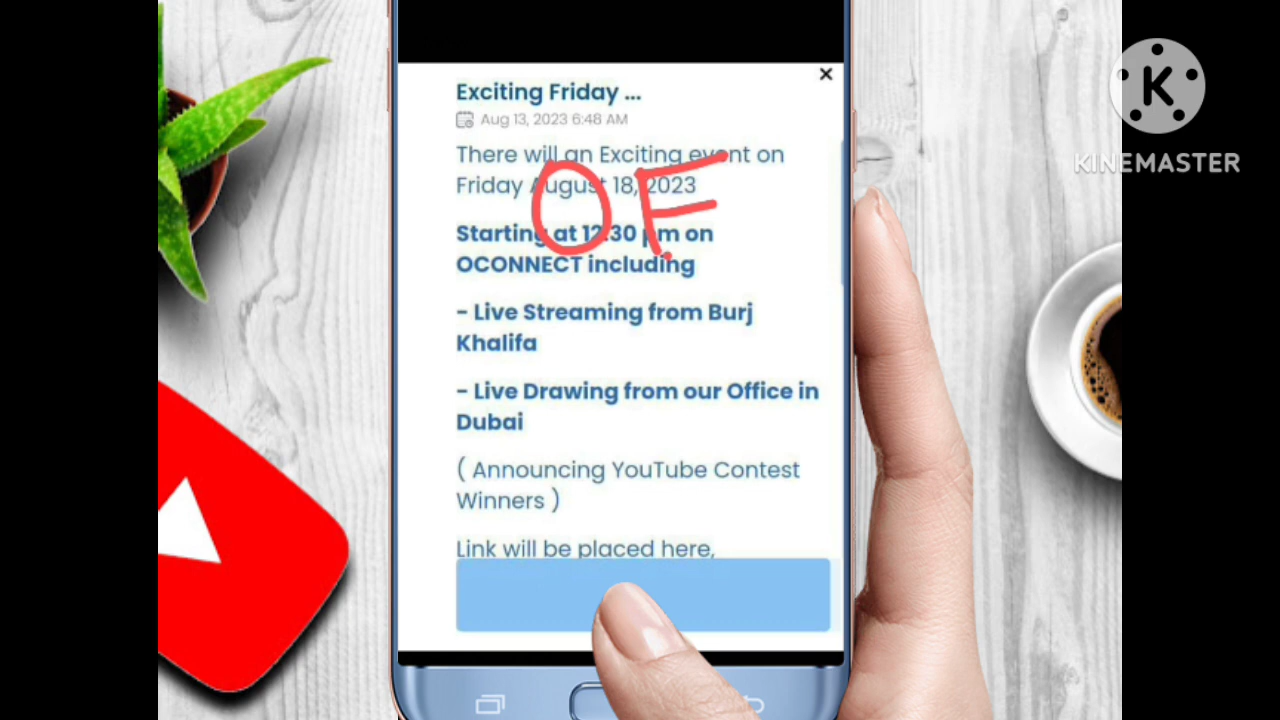 Exciting Friday ...
Aug 13, 2023 6:48 AM
There will an Exciting event on
Friday August 18, 2023
OF
Starting at 12:30 pm on
OCONNECT including
- Live Streaming from Burj
Khalifa
- Live Drawing from our Office in
Dubai
( Announcing YouTube Contest
Winners )
Link will be placed here,
KINEMASTER